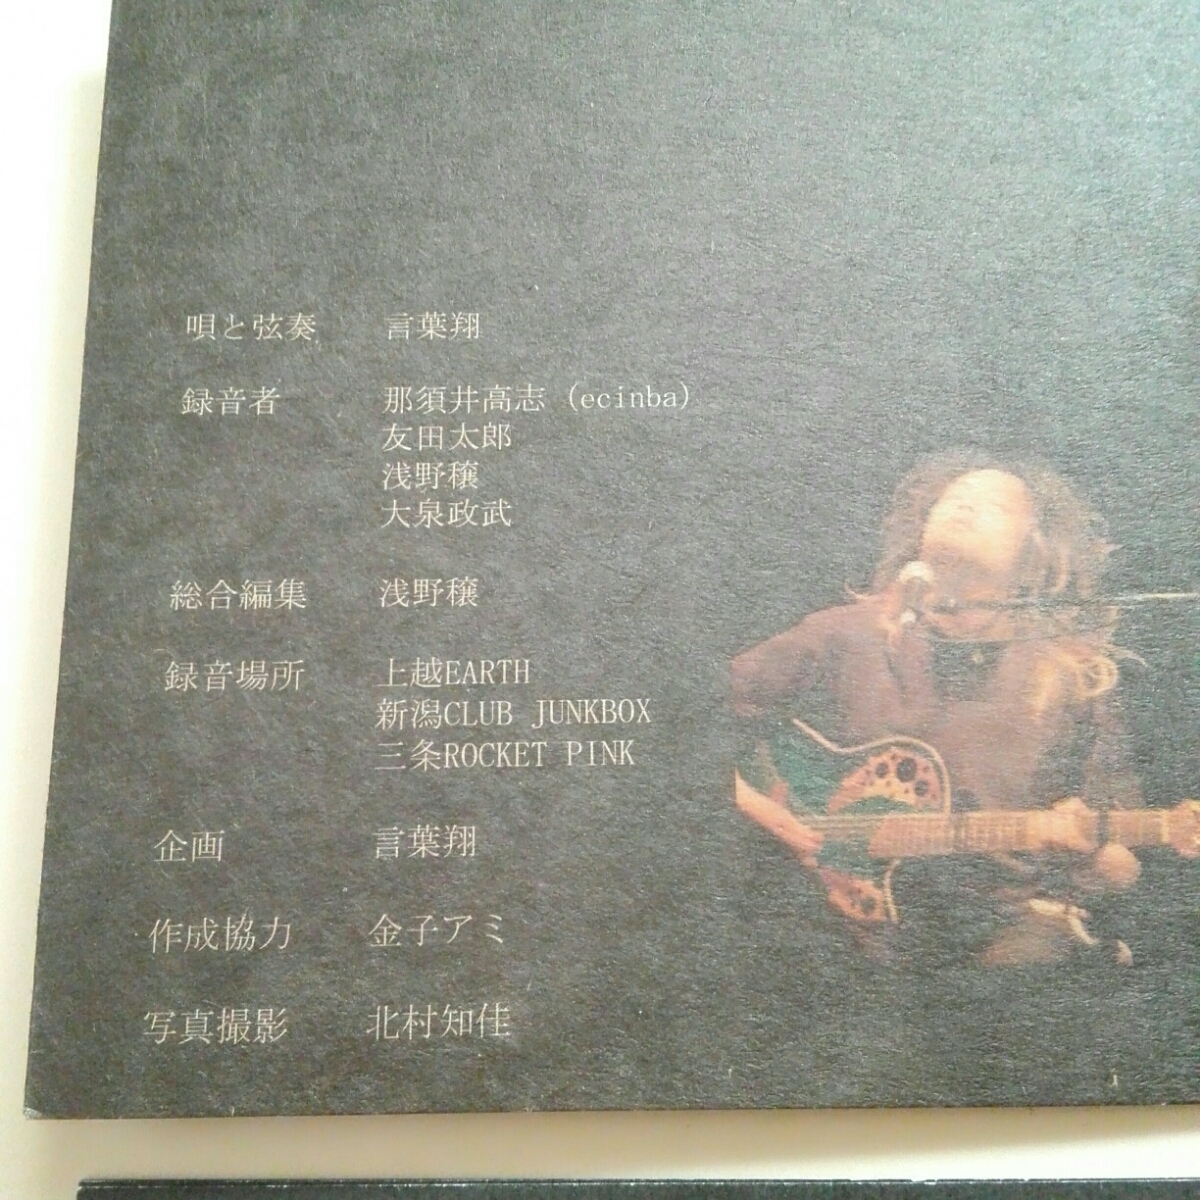 唄と弦奏 言葉翔
録音者 那須井高志 (ecinba)
友田太郎
浅野穣
大泉政武
総合編集 浅野穣
録音場所 上越EARTH
新潟CLUB JUNKBOX
三条ROCKET PINK
企画 言葉翔
作成協力 金子アミ
写真撮影 北村知佳